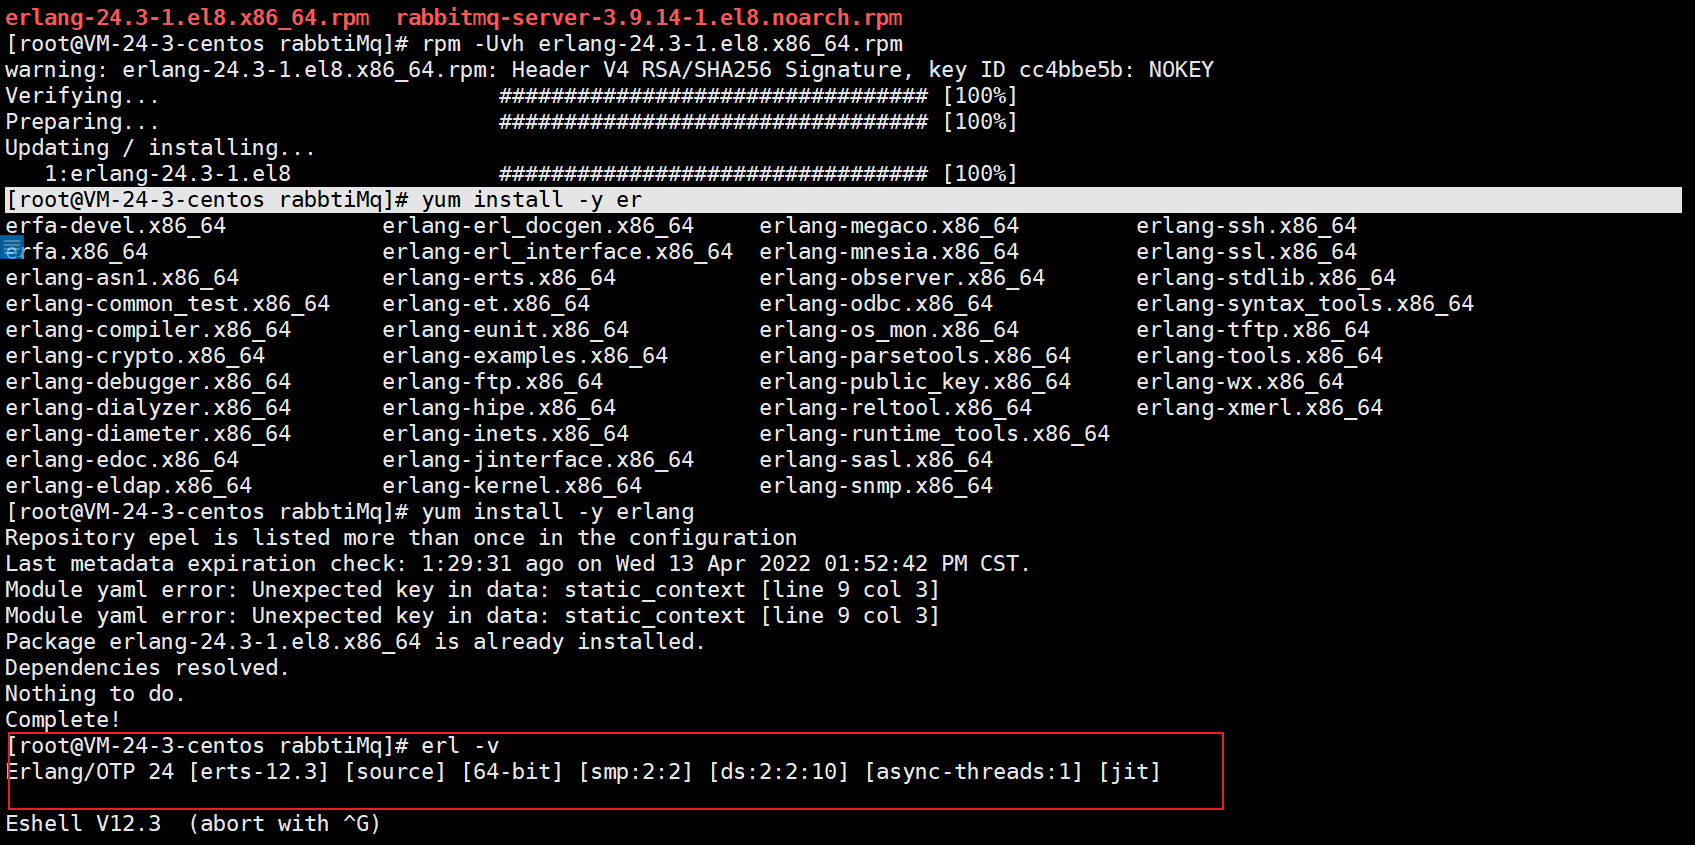 erlang-24.3-1.el8.x86_64.rpm  rabbitmq-server-3.9.14-1.el8.noarch.rpm
[root@VM-24-3-centos rabbtiMq]# rpm -Uvh erlang-24.3-1.el8.x86_64.rpm
warning: erlang-24.3-1.el8.x86_64.rpm: Header V4 RSA/SHA256 Signature, key ID cc4bbe5b: NOKEY
Verifying...                          ################################# [100%]
Preparing...                          ################################# [100%]
Updating / installing...
   1:erlang-24.3-1.el8                ################################# [100%]
[root@VM-24-3-centos rabbtiMq]# yum install -y er
erfa-devel.x86_64            erlang-erl_docgen.x86_64     erlang-megaco.x86_64         erlang-ssh.x86_64
erfa.x86_64                  erlang-erl_interface.x86_64  erlang-mnesia.x86_64         erlang-ssl.x86_64
erlang-asn1.x86_64           erlang-erts.x86_64           erlang-observer.x86_64       erlang-stdlib.x86_64
erlang-common_test.x86_64    erlang-et.x86_64             erlang-odbc.x86_64           erlang-syntax_tools.x86_64
erlang-compiler.x86_64       erlang-eunit.x86_64          erlang-os_mon.x86_64         erlang-tftp.x86_64
erlang-crypto.x86_64         erlang-examples.x86_64       erlang-parsetools.x86_64     erlang-tools.x86_64
erlang-debugger.x86_64       erlang-ftp.x86_64            erlang-public_key.x86_64     erlang-wx.x86_64
erlang-dialyzer.x86_64       erlang-hipe.x86_64           erlang-reltool.x86_64        erlang-xmerl.x86_64
erlang-diameter.x86_64       erlang-inets.x86_64          erlang-runtime_tools.x86_64
erlang-edoc.x86_64           erlang-jinterface.x86_64     erlang-sasl.x86_64
erlang-eldap.x86_64          erlang-kernel.x86_64         erlang-snmp.x86_64
[root@VM-24-3-centos rabbtiMq]# yum install -y erlang
Repository epel is listed more than once in the configuration
Last metadata expiration check: 1:29:31 ago on Wed 13 Apr 2022 01:52:42 PM CST.
Module yaml error: Unexpected key in data: static_context [line 9 col 3]
Module yaml error: Unexpected key in data: static_context [line 9 col 3]
Package erlang-24.3-1.el8.x86_64 is already installed.
Dependencies resolved.
Nothing to do.
Complete!
[root@VM-24-3-centos rabbtiMq]# erl -v
Erlang/OTP 24 [erts-12.3] [source] [64-bit] [smp:2:2] [ds:2:2:10] [async-threads:1] [jit]
Eshell V12.3  (abort with ^G)